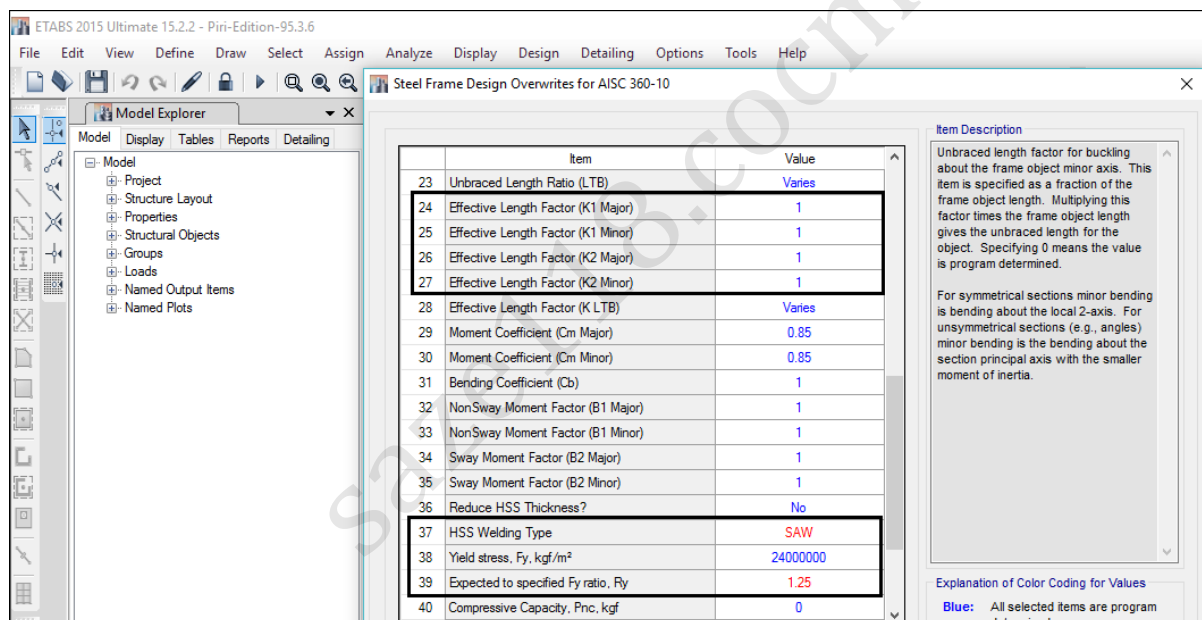 ETABS 2015 Ultimate 15.2.2 - Piri-Edition-95.3.6
File Edit View Define Draw Select Assign Analyze Display Design Detailing Options Tools Help
Steel Frame Design Overwrites for AISC 360-10
Model Explorer
Model Display Tables Reports Detailing
Model
Project
Structure Layout
Properties
Structural Objects
Groups
Loads
Named Output Items
Named Plots
Item Value
23 Unbraced Length Ratio (LTB) Varies
24 Effective Length Factor (K1 Major) 1
25 Effective Length Factor (K1 Minor) 1
26 Effective Length Factor (K2 Major) 1
27 Effective Length Factor (K2 Minor) 1
28 Effective Length Factor (K LTB) Varies
29 Moment Coefficient (Cm Major) 0.85
30 Moment Coefficient (Cm Minor) 0.85
31 Bending Coefficient (Cb) 1
32 NonSway Moment Factor (B1 Major) 1
33 NonSway Moment Factor (B1 Minor) 1
34 Sway Moment Factor (B2 Major) 1
35 Sway Moment Factor (B2 Minor) 1
36 Reduce HSS Thickness? No
37 HSS Welding Type SAW
38 Yield stress, Fy, kgf/m² 24000000
39 Expected to specified Fy ratio, Ry 1.25
40 Compressive Capacity, Pnc, kgf 0
Item Description
Unbraced length factor for buckling
about the frame object minor axis. This
item is specified as a fraction of the
frame object length. Multiplying this
factor times the frame object length
gives the unbraced length for the
object. Specifying 0 means the value
is program determined.
For symmetrical sections minor bending
is bending about the local 2-axis. For
unsymmetrical sections (e.g., angles)
minor bending is the bending about the
section principal axis with the smaller
moment of inertia.
Explanation of Color Coding for Values
Blue: All selected items are program
saze118.com